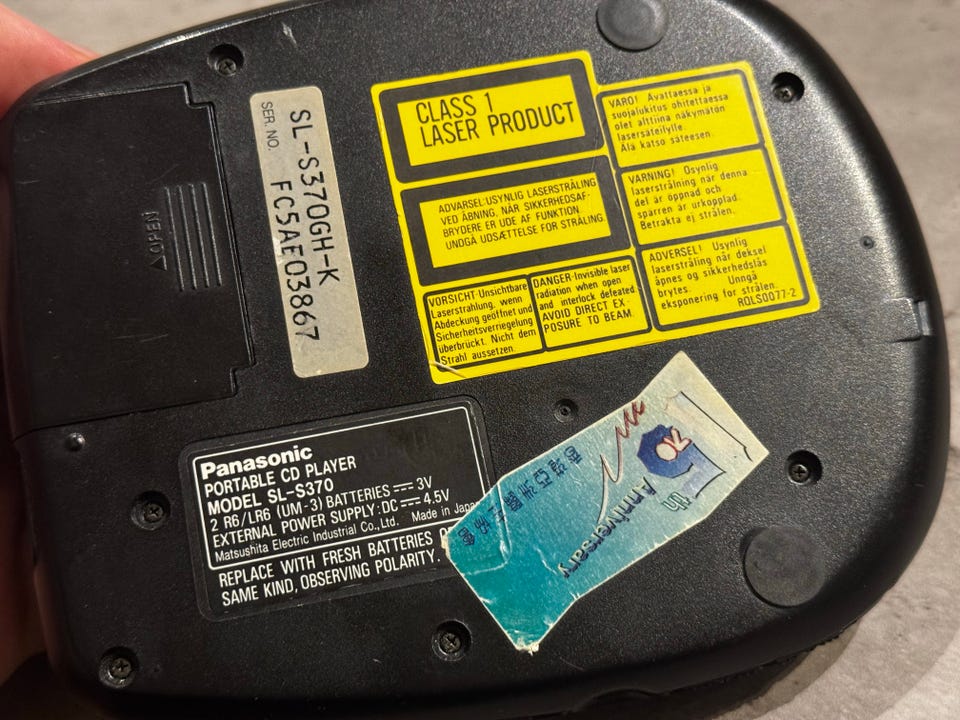 OPEN
SER. NO.
SL-S370GH-K
FC5AE03867
CLASS 1
LASER PRODUCT
ADVARSEL:USYNLIG LASERSTRÅLING
VED ÅBNING, NÅR SIKKERHEDSAF-
BRYDERE ER UDE AF FUNKTION.
UNDGÅ UDSÆTTELSE FOR STRÅLING.
VORSICHT-Unsichtbare
Laserstrahlung, wenn
Abdeckung geöffnet und
Sicherheitsverriegelung
überbrückt. Nicht dem
Strahl aussetzen.
DANGER-Invisible laser
radiation when open
and interlock defeated.
AVOID DIRECT EX-
POSURE TO BEAM.
VARO! Avattaessa ja
suojalukitus ohitettaessa
olet alttiina näkymätön
lasersäteilylle.
Älä katso säteeseen.
VARNING! Osynlig
laserstrålning när denna
del är öppnad och
spärren är urkopplad.
Betrakta ej strålen.
ADVERSEL! Usynlig
laserstråling når deksel
åpnes og sikkerhedslås
brytes. Unngå
eksponering for strålen.
RQLS0077-2
Panasonic
PORTABLE CD PLAYER
MODEL SL-S370
2 R6/LR6 (UM-3) BATTERIES ⎓ 3V
EXTERNAL POWER SUPPLY: DC ⎓ 4.5V
Matsushita Electric Industrial Co., Ltd. Made in Japa
REPLACE WITH FRESH BATTERIES
SAME KIND, OBSERVING POLARITY.
OK
th
Anniversary